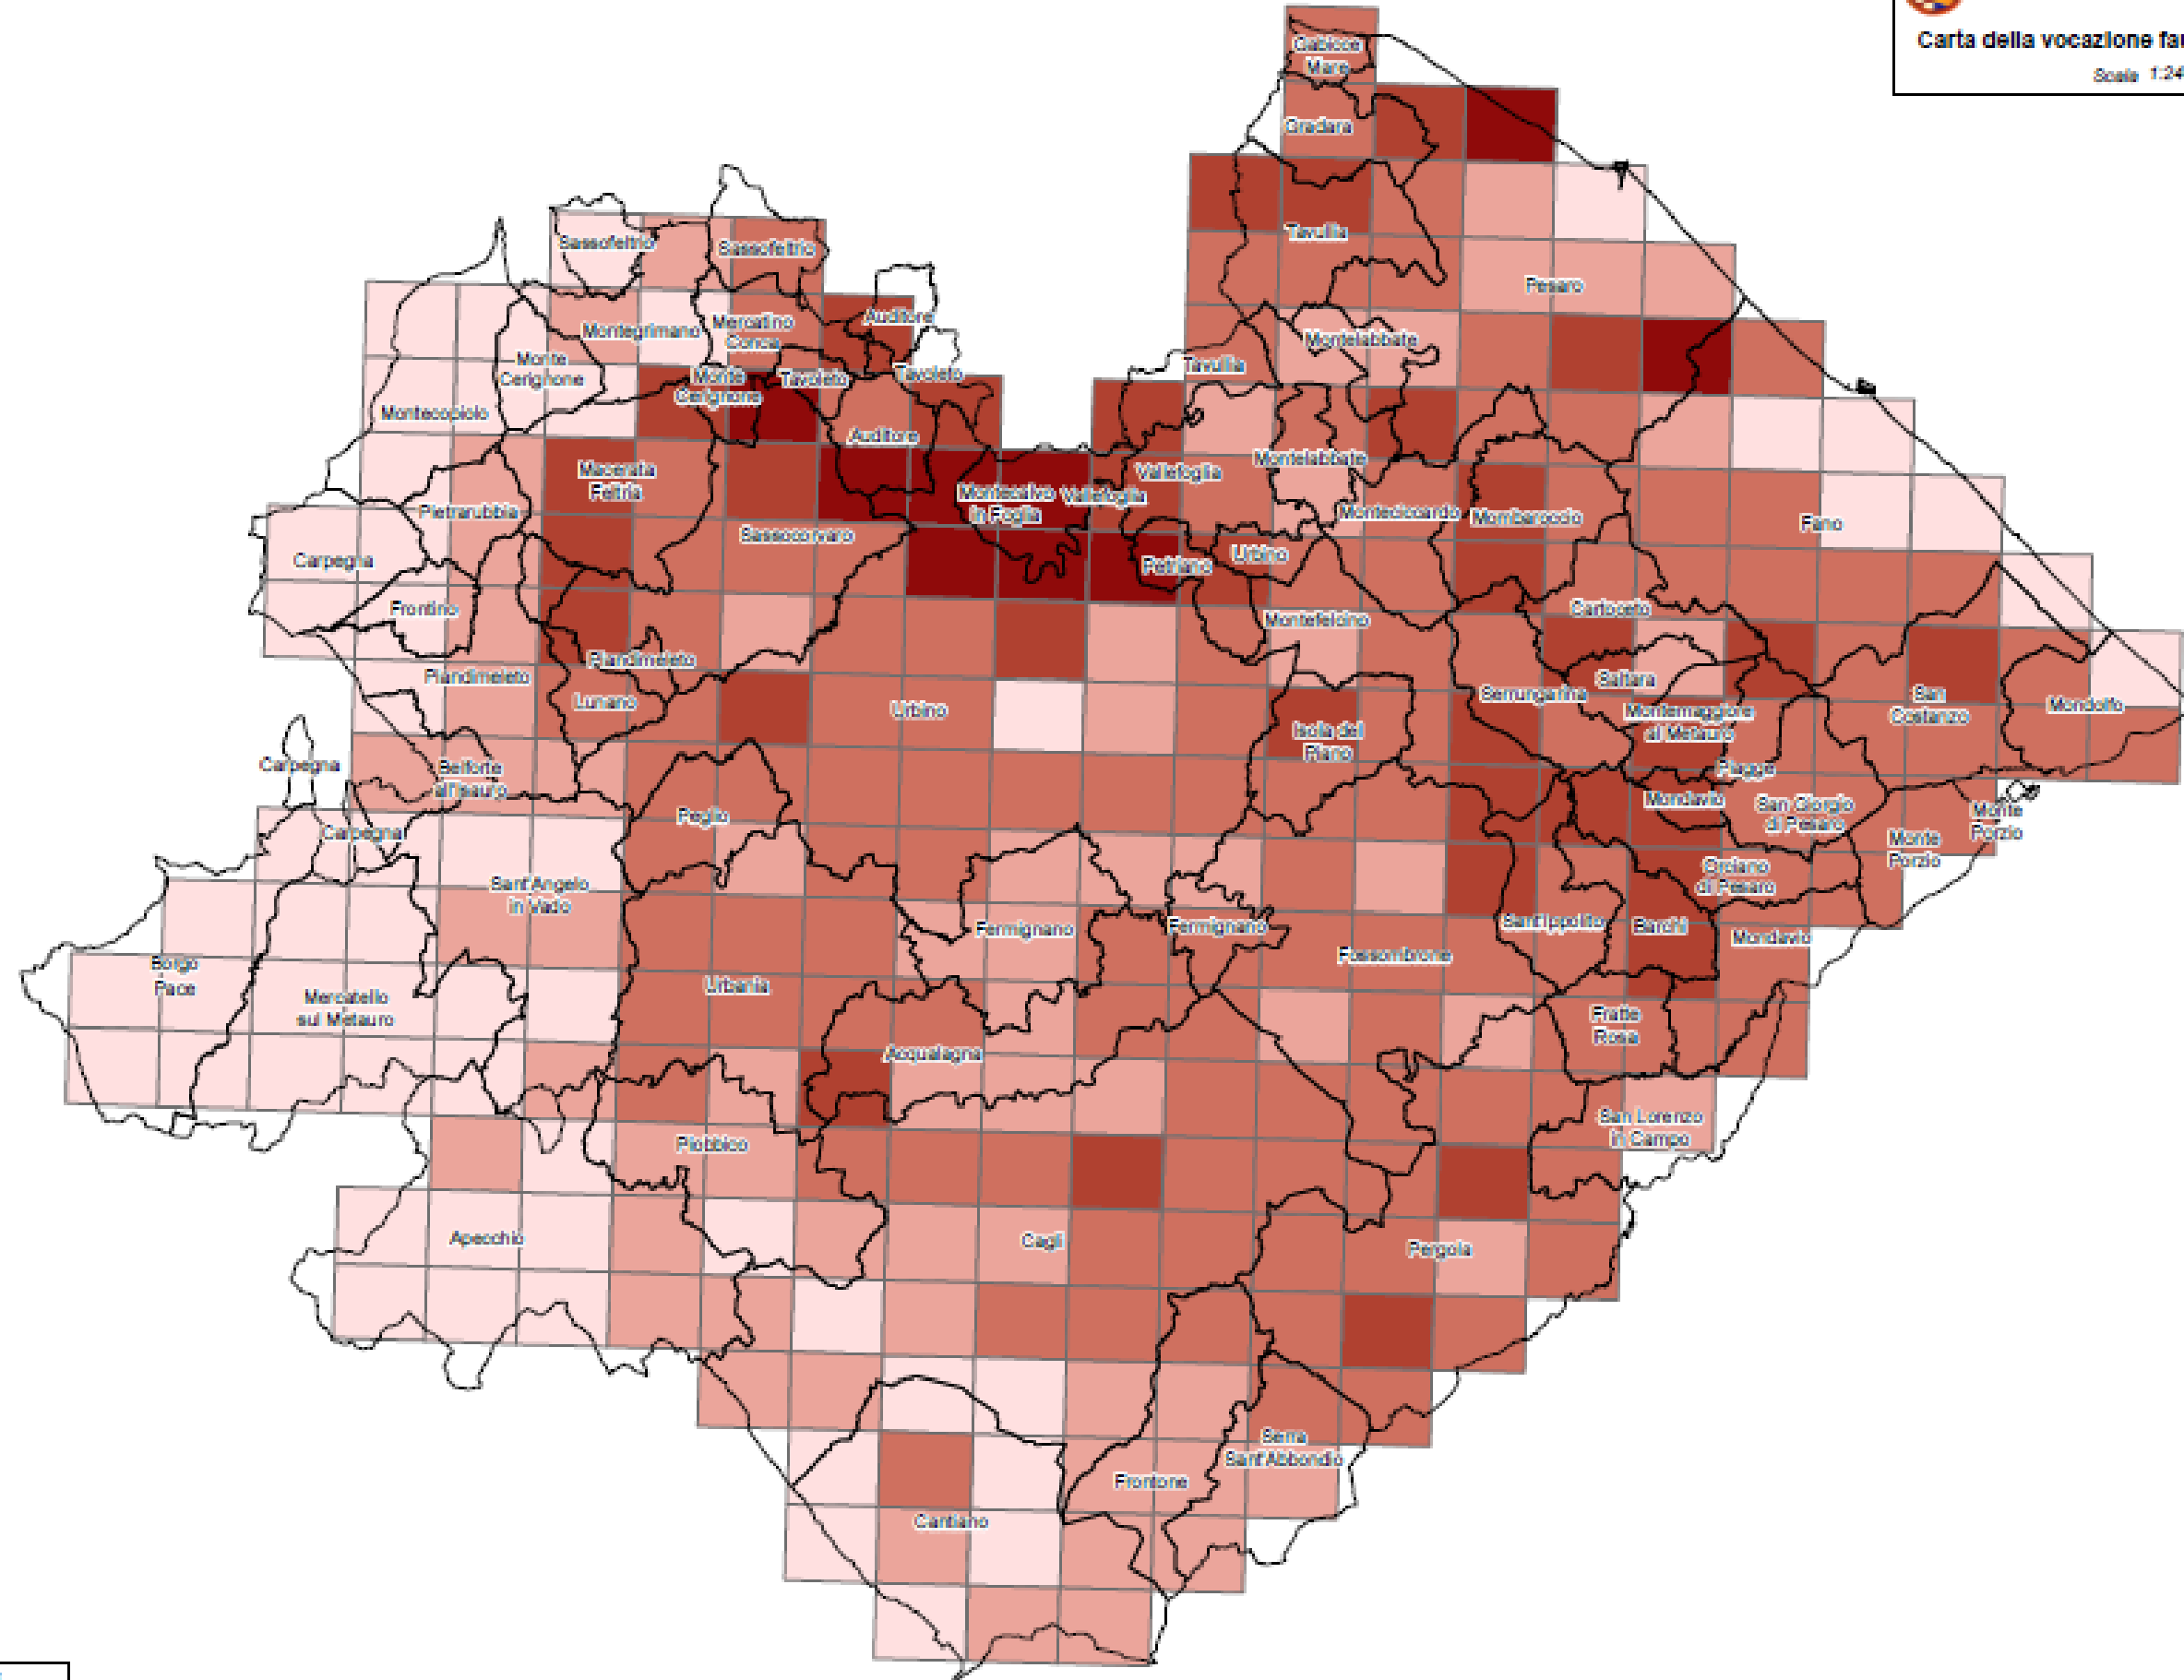 Carta della vocazione fau
Scala 1:24
Gabicce
Mare
Gradara
Tavullia
Sassofeltrio
Sassofeltrio
Pesaro
Auditore
Montegrimano
Mercatino
Conca
Montelabbate
Monte
Cerignone
Tavullia
Monte
Cerignone
Tavoleto
Tavoleto
Montecopiolo
Auditore
Montelabbate
Macerata
Feltria
Vallefoglia
Montecalvo
in Foglia
Vallefoglia
Pietrarubbia
Monteciccardo
Mombaroccio
Fano
Sassocorvaro
Carpegna
Urbino
Petriano
Frontino
Cartoceto
Montefelcino
Piandimeleto
Piandimeleto
Saltara
Serrungarina
Lunano
Urbino
Isola del
Piano
Montemaggiore
al Metauro
San
Costanzo
Mondolfo
Carpegna
Belforte
all'Isauro
Piagge
Mondavio
San Giorgio
di Pesaro
Monte
Porzio
Peglio
Carpegna
Monte
Porzio
Orciano
di Pesaro
Sant'Angelo
in Vado
Fermignano
Fermignano
Sant'Ippolito
Barchi
Mondavio
Borgo
Pace
Fossombrone
Mercatello
sul Metauro
Urbania
Fratte
Rosa
Acqualagna
San Lorenzo
in Campo
Piobbico
Apecchio
Cagli
Pergola
Serra
Sant'Abbondio
Frontone
Cantiano